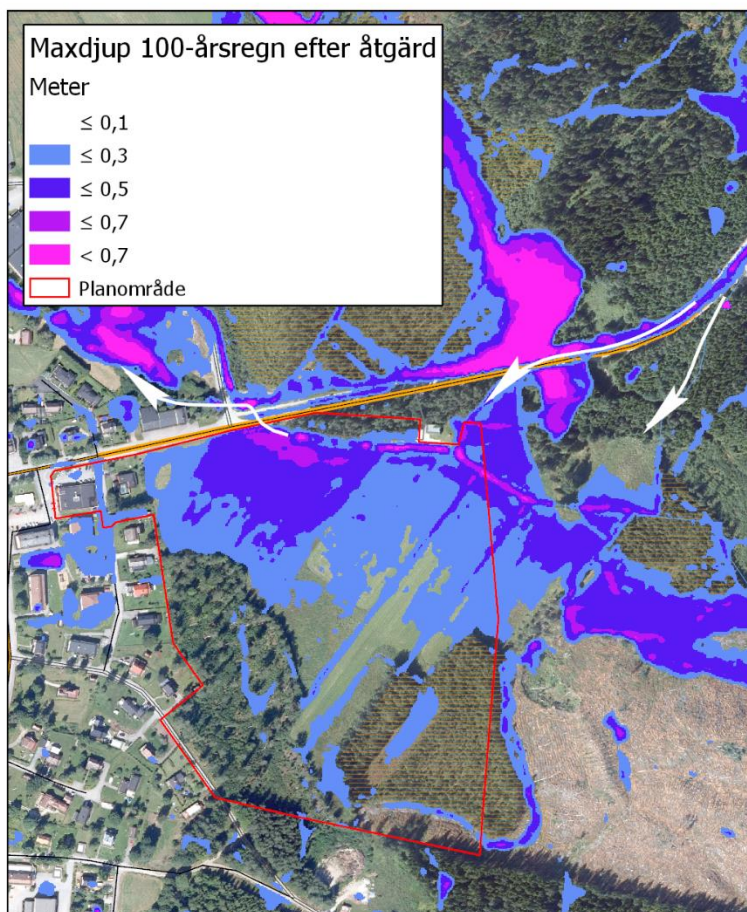 Maxdjup 100-årsregn efter åtgärd
Meter
≤ 0,1
≤ 0,3
≤ 0,5
≤ 0,7
< 0,7
Planområde